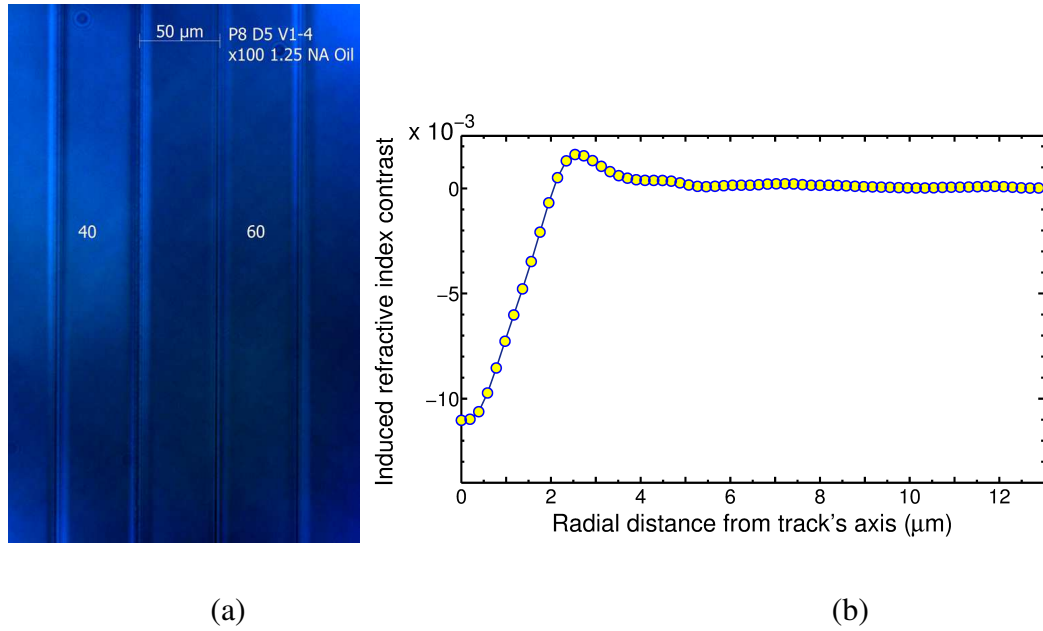 50 µm
P8 D5 V1-4
x100 1.25 NA Oil
40
60
x 10⁻³
0
−5
−10
Induced refractive index contrast
0 2 4 6 8 10 12
Radial distance from track's axis (µm)
(a)
(b)